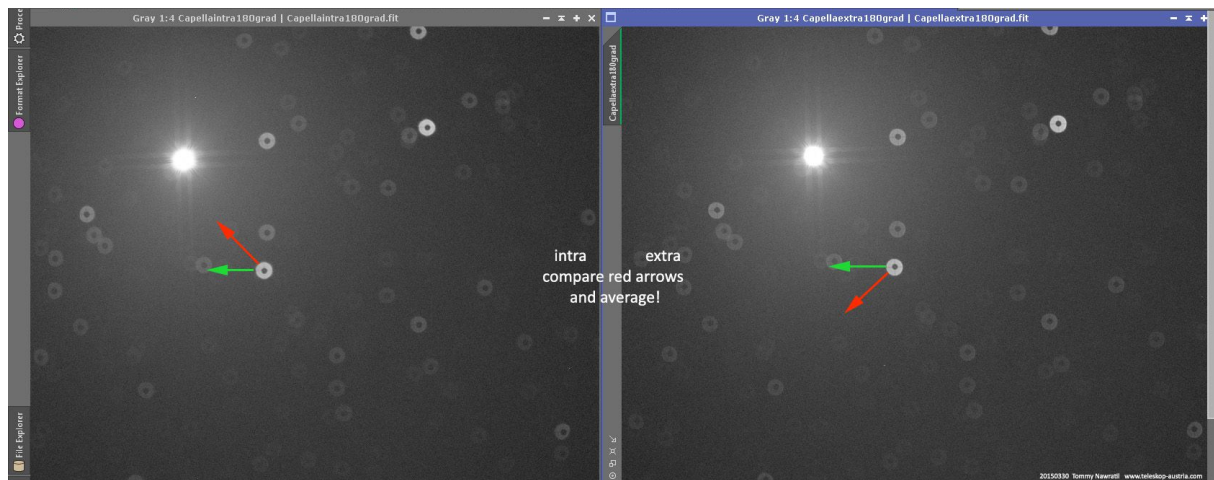 Gray 1:4 Capellaintra180grad | Capellaintra180grad.fit
Gray 1:4 Capellaextra180grad | Capellaextra180grad.fit
Format Explorer
File Explorer
Capellaextra180grad
intra extra
compare red arrows
and average!
20150330 Tommy Nawratil www.teleskop-austria.com